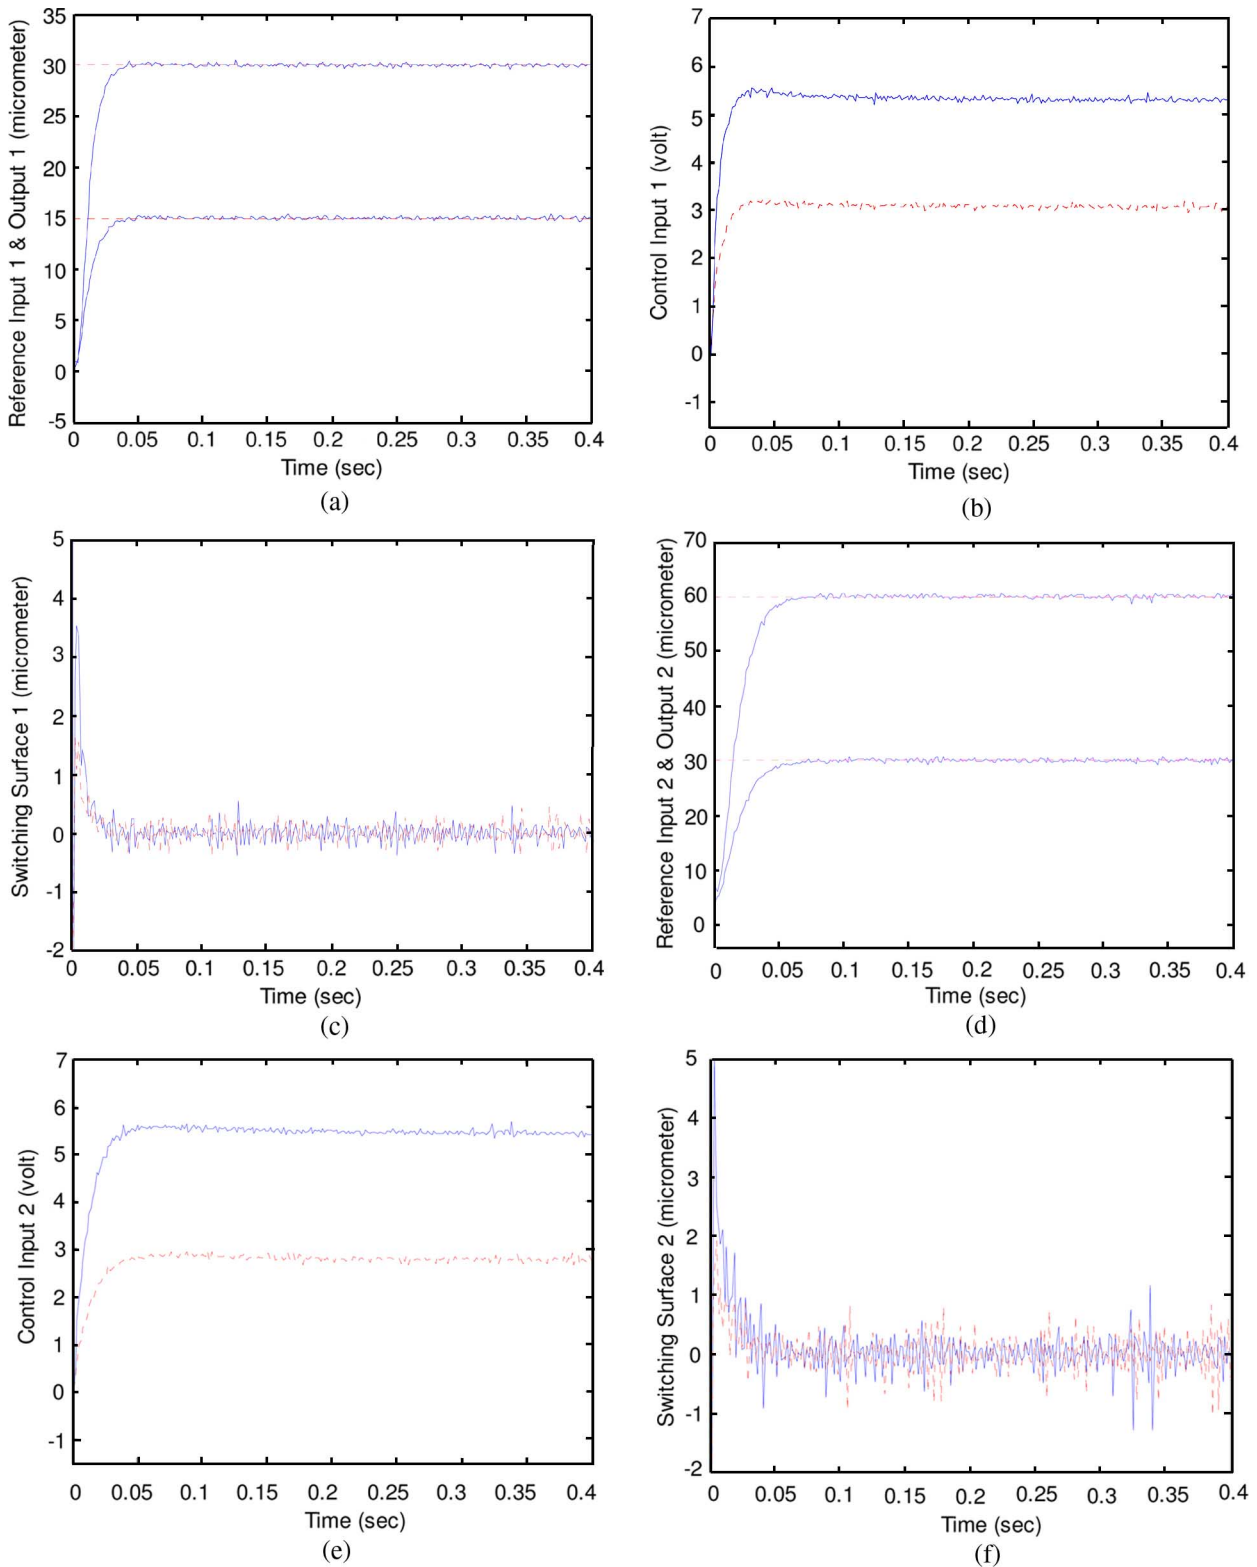 Reference Input 1 & Output 1 (micrometer)
35
30
25
20
15
10
5
0
-5
0 0.05 0.1 0.15 0.2 0.25 0.3 0.35 0.4
Time (sec)
(a)
Control Input 1 (volt)
7
6
5
4
3
2
1
0
-1
0 0.05 0.1 0.15 0.2 0.25 0.3 0.35 0.4
Time (sec)
(b)
Switching Surface 1 (micrometer)
5
4
3
2
1
0
-1
-2
0 0.05 0.1 0.15 0.2 0.25 0.3 0.35 0.4
Time (sec)
(c)
Reference Input 2 & Output 2 (micrometer)
70
60
50
40
30
20
10
0
0 0.05 0.1 0.15 0.2 0.25 0.3 0.35 0.4
Time (sec)
(d)
Control Input 2 (volt)
7
6
5
4
3
2
1
0
-1
0 0.05 0.1 0.15 0.2 0.25 0.3 0.35 0.4
Time (sec)
(e)
Switching Surface 2 (micrometer)
5
4
3
2
1
0
-1
-2
0 0.05 0.15 0.15 0.2 0.25 0.3 0.35 0.4
Time (sec)
(f)